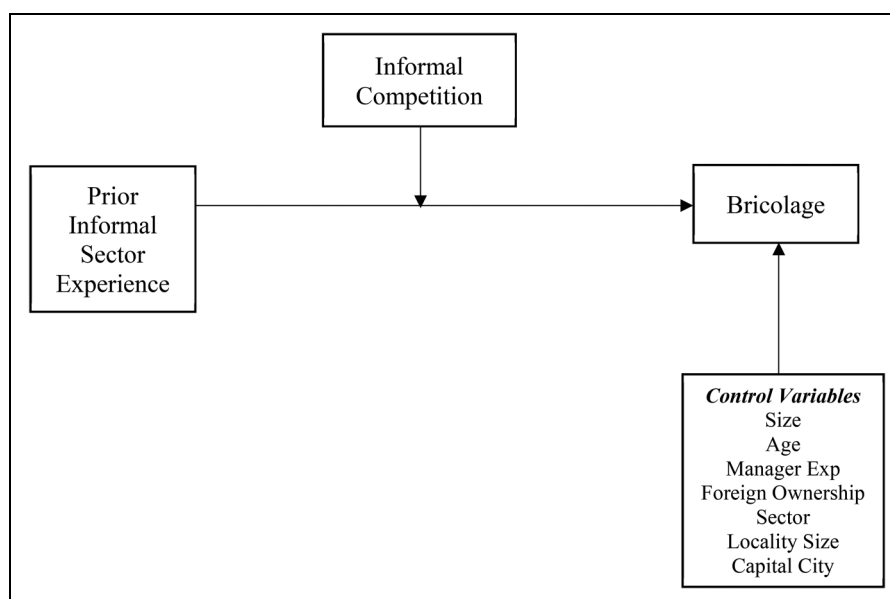 Informal
Competition
Prior
Informal
Sector
Experience
Bricolage
Control Variables
Size
Age
Manager Exp
Foreign Ownership
Sector
Locality Size
Capital City